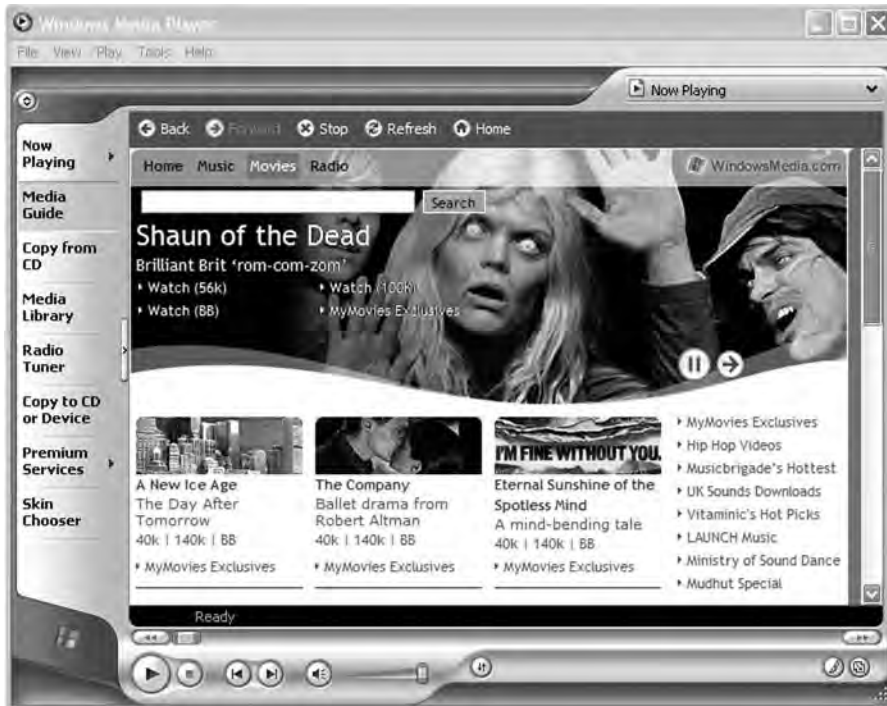 Windows Media Player
File View Play Tools Help
Now Playing
Back Forward Stop Refresh Home
Now
Playing
Media
Guide
Copy from
CD
Media
Library
Radio
Tuner
Copy to CD
or Device
Premium
Services
Skin
Chooser
Home Music Movies Radio
WindowsMedia.com
Search
Shaun of the Dead
Brilliant Brit ‘rom-com-zom’
Watch (56k) Watch (100k)
Watch (BB) MyMovies Exclusives
A New Ice Age
The Day After
Tomorrow
40k | 140k | BB
MyMovies Exclusives
The Company
Ballet drama from
Robert Altman
40k | 140k | BB
MyMovies Exclusives
I'M FINE WITHOUT YOU.
Eternal Sunshine of the
Spotless Mind
A mind-bending tale
40k | 140k | BB
MyMovies Exclusives
MyMovies Exclusives
Hip Hop Videos
Musicbrigade's Hottest
UK Sounds Downloads
Vitaminic's Hot Picks
LAUNCH Music
Ministry of Sound Dance
Mudhut Special
Ready